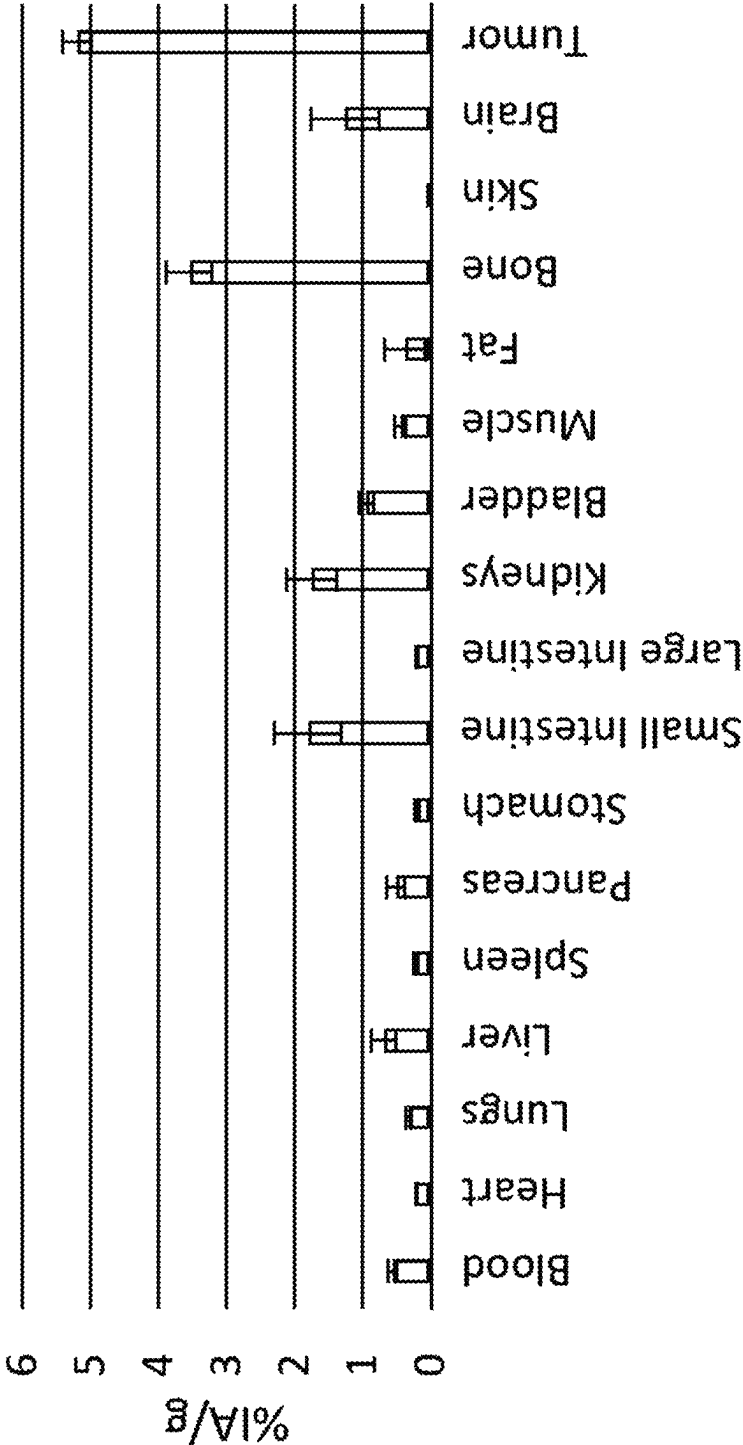 %IA/g
6
5
4
3
2
1
0
Blood
Heart
Lungs
Liver
Spleen
Pancreas
Stomach
Small Intestine
Large Intestine
Kidneys
Bladder
Muscle
Fat
Bone
Skin
Brain
Tumor